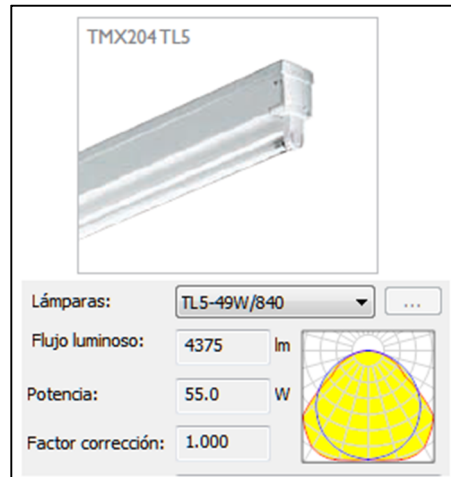 TMX204 TL5
Lámparas: TL5-49W/840 ...
Flujo luminoso: 4375 lm
Potencia: 55.0 W
Factor corrección: 1.000